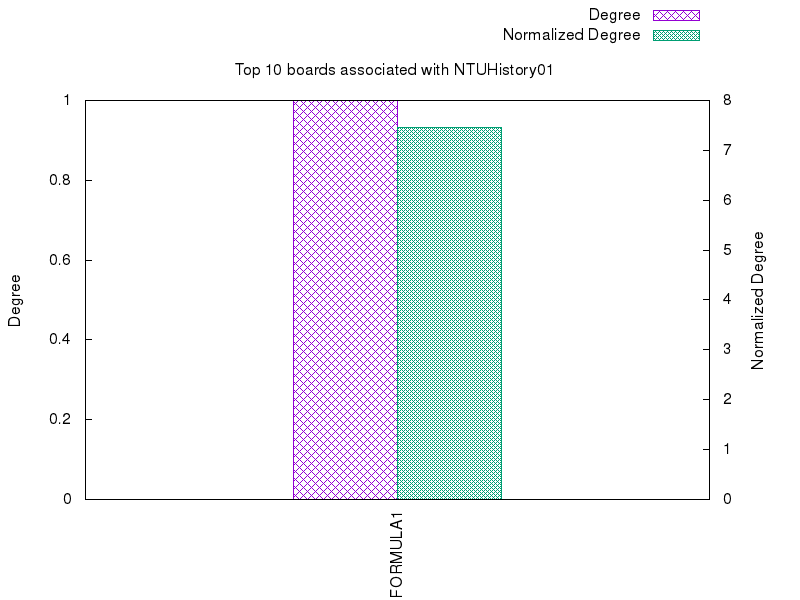 Degree
Normalized Degree
Top 10 boards associated with NTUHistory01
1
0.8
0.6
0.4
0.2
0
8
7
6
5
4
3
2
1
0
Degree
Normalized Degree
FORMULA1